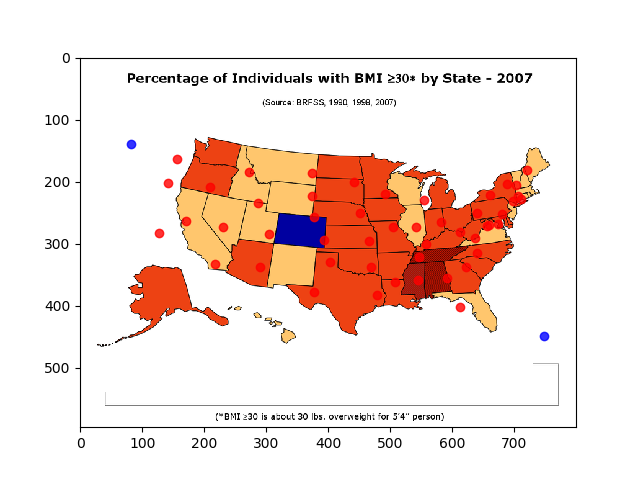 Percentage of Individuals with BMI ≥30* by State - 2007
(Source: BRFSS, 1990, 1998, 2007)
0
100
200
300
400
500
(*BMI ≥30 is about 30 lbs. overweight for 5'4" person)
0 100 200 300 400 500 600 700